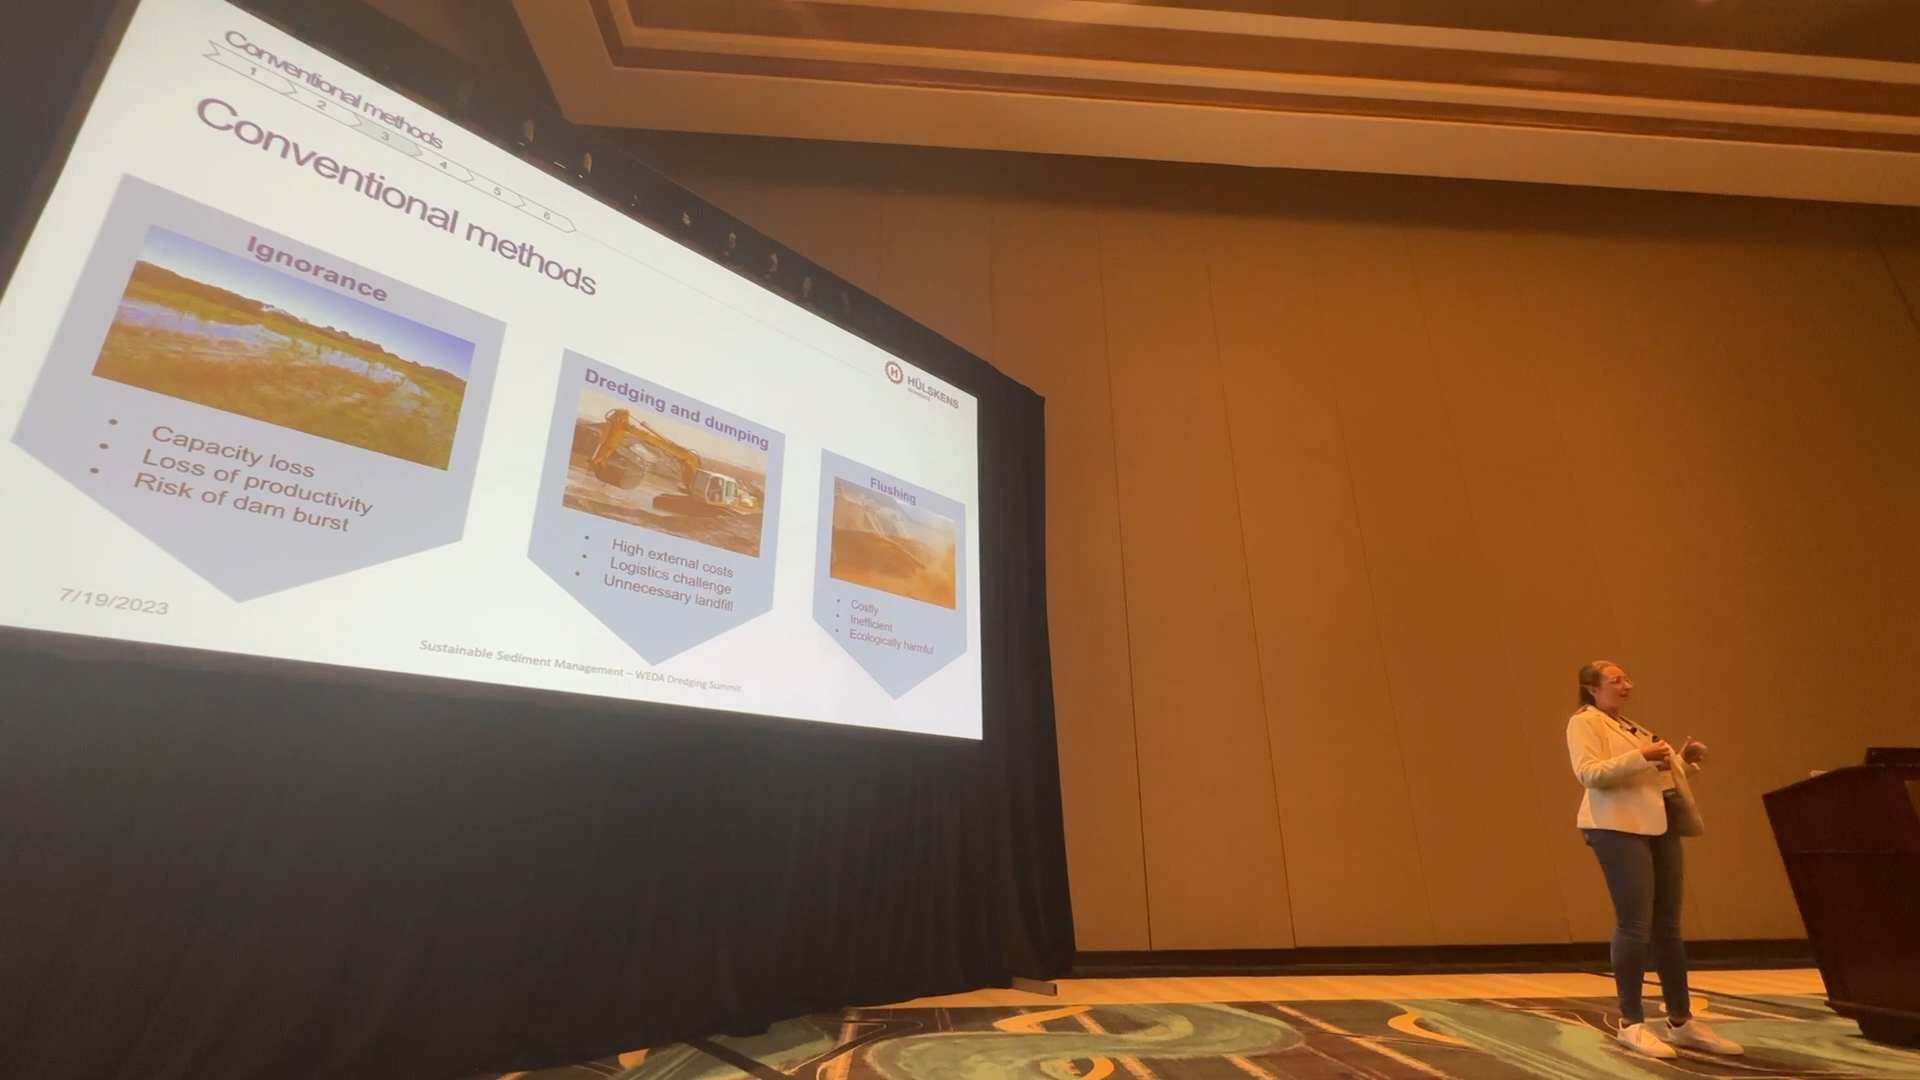 Conventional methods
1 2 3 4 5 6
Conventional methods
HÜLSKENS
Ignorance
• Capacity loss
• Loss of productivity
• Risk of dam burst
Dredging and dumping
• High external costs
• Logistics challenge
• Unnecessary landfill
Flushing
• Costly
• Inefficient
• Ecologically harmful
7/19/2023
Sustainable Sediment Management – WEDA Dredging Summit